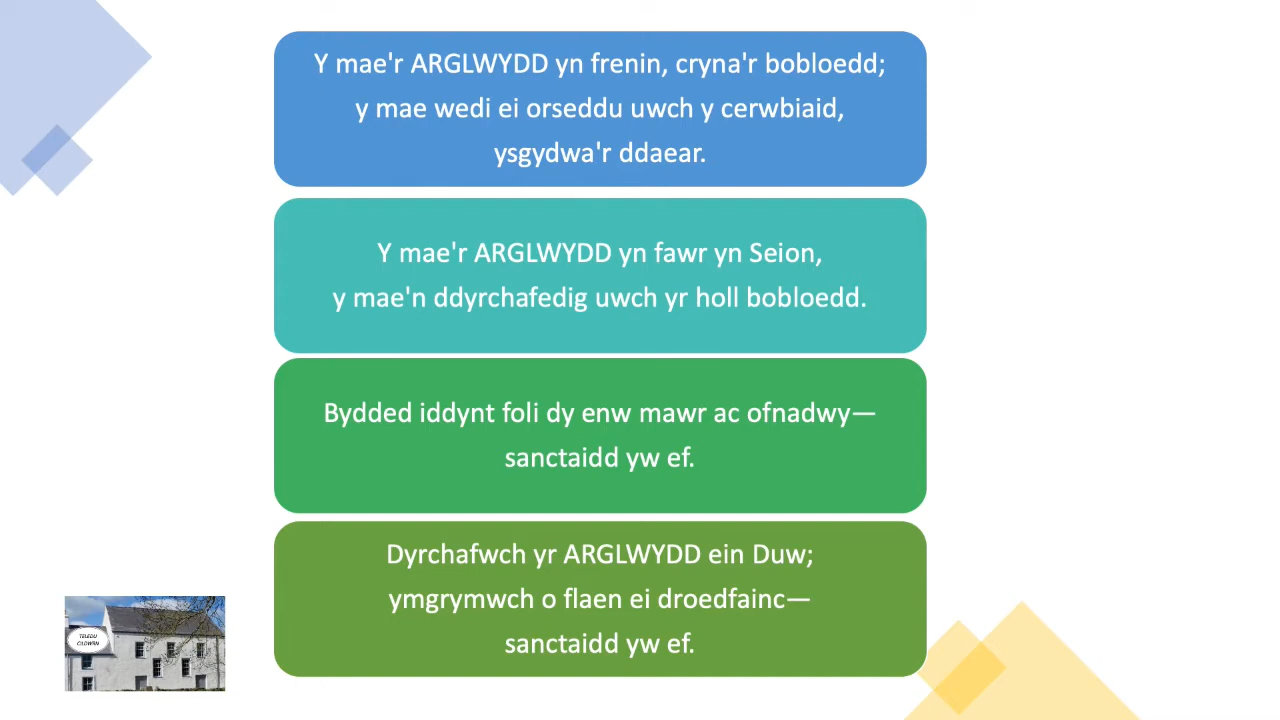 Y mae'r ARGLWYDD yn frenin, cryna'r bobloedd;
y mae wedi ei orseddu uwch y cerwbiaid,
ysgydwa'r ddaear.
Y mae'r ARGLWYDD yn fawr yn Seion,
y mae'n ddyrchafedig uwch yr holl bobloedd.
Bydded iddynt foli dy enw mawr ac ofnadwy—
sanctaidd yw ef.
Dyrchafwch yr ARGLWYDD ein Duw;
ymgrymwch o flaen ei droedfainc—
sanctaidd yw ef.
TELEDU
CILOWEN